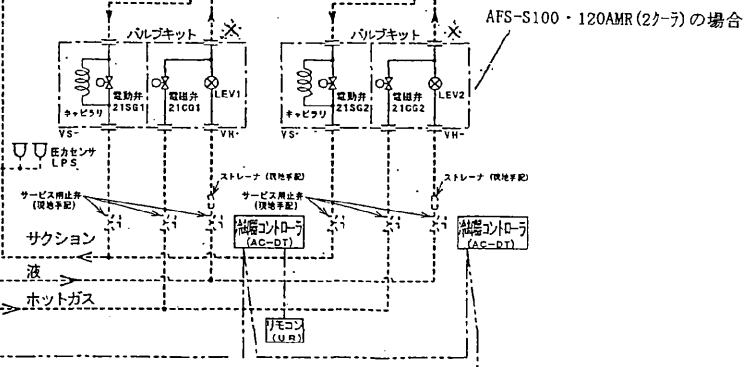 AFS-S100・120AMR(2クーラ)の場合
バルブキット
※
電動弁
21SG1
電磁弁
21CG1
LEV1
キャピラリ
VS-
VH-
バルブキット
※
電動弁
21SG2
電磁弁
21CG2
LEV2
キャピラリ
VS-
VH-
圧力センサ
LPS
ストレーナ (現地手配)
サービス用止弁
(現地手配)
ストレーナ (現地手配)
サービス用止弁
(現地手配)
コントローラ
(AC-DT)
コントローラ
(AC-DT)
サクション
液
ホットガス
リモコン
(UR)